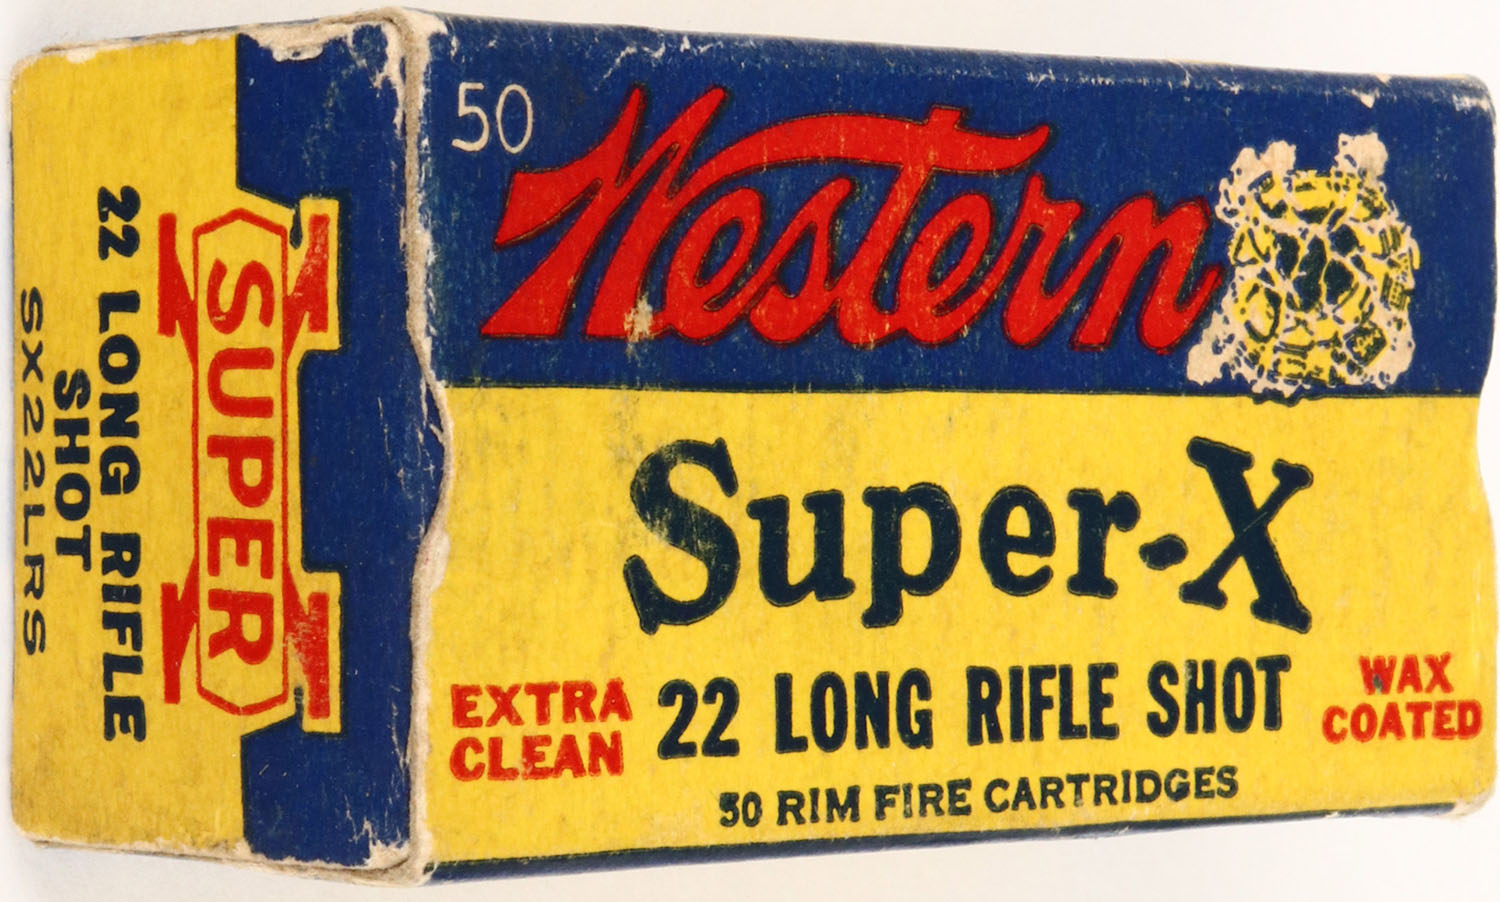 50
Western
Super-X
EXTRA
CLEAN
22 LONG RIFLE SHOT
WAX
COATED
50 RIM FIRE CARTRIDGES
SUPER
X
22 LONG RIFLE
SHOT
SX22LRS